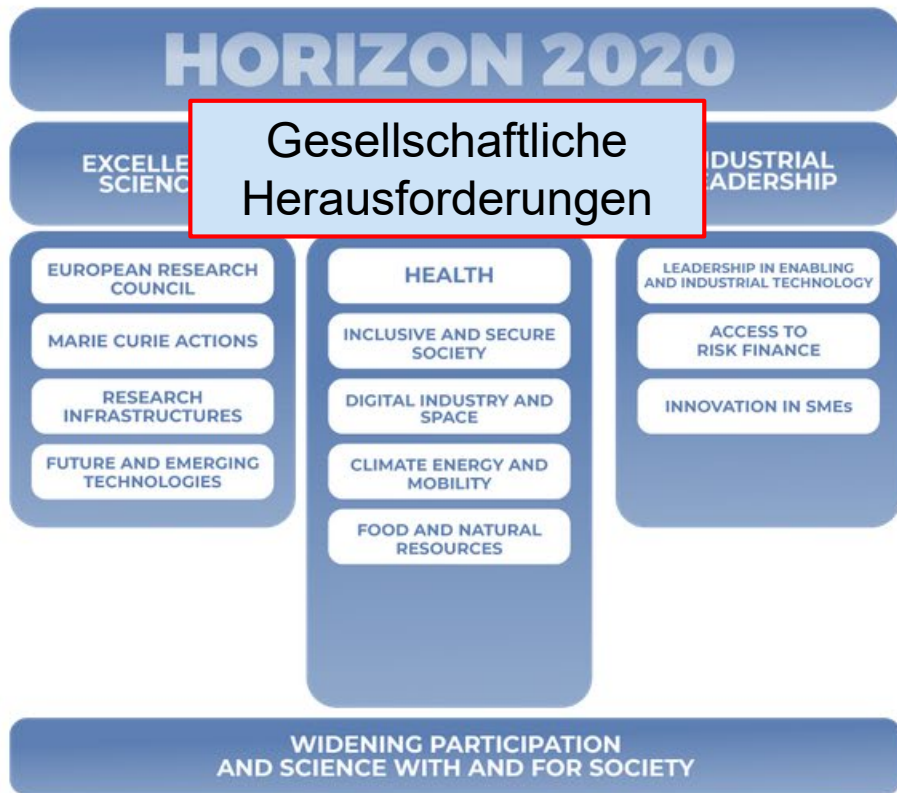 HORIZON 2020
Gesellschaftliche
Herausforderungen
EUROPEAN RESEARCH
COUNCIL
MARIE CURIE ACTIONS
RESEARCH
INFRASTRUCTURES
FUTURE AND EMERGING
TECHNOLOGIES
HEALTH
INCLUSIVE AND SECURE
SOCIETY
DIGITAL INDUSTRY AND
SPACE
CLIMATE ENERGY AND
MOBILITY
FOOD AND NATURAL
RESOURCES
LEADERSHIP IN ENABLING
AND INDUSTRIAL TECHNOLOGY
ACCESS TO
RISK FINANCE
INNOVATION IN SMEs
WIDENING PARTICIPATION
AND SCIENCE WITH AND FOR SOCIETY